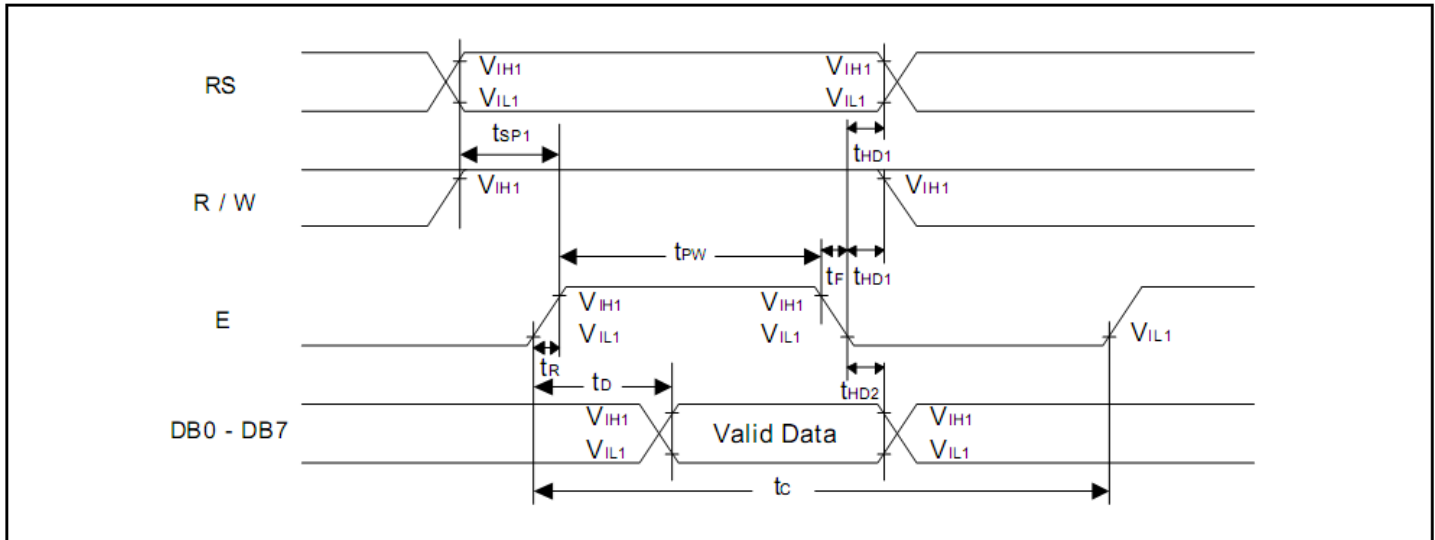 RS
VIH1
VIL1
VIH1
VIL1
tSP1
tHD1
R / W
VIH1
VIH1
tPW
tF
tHD1
E
VIH1
VIL1
VIH1
VIL1
VIL1
tR
tD
tHD2
DB0 - DB7
VIH1
VIL1
Valid Data
VIH1
VIL1
tC